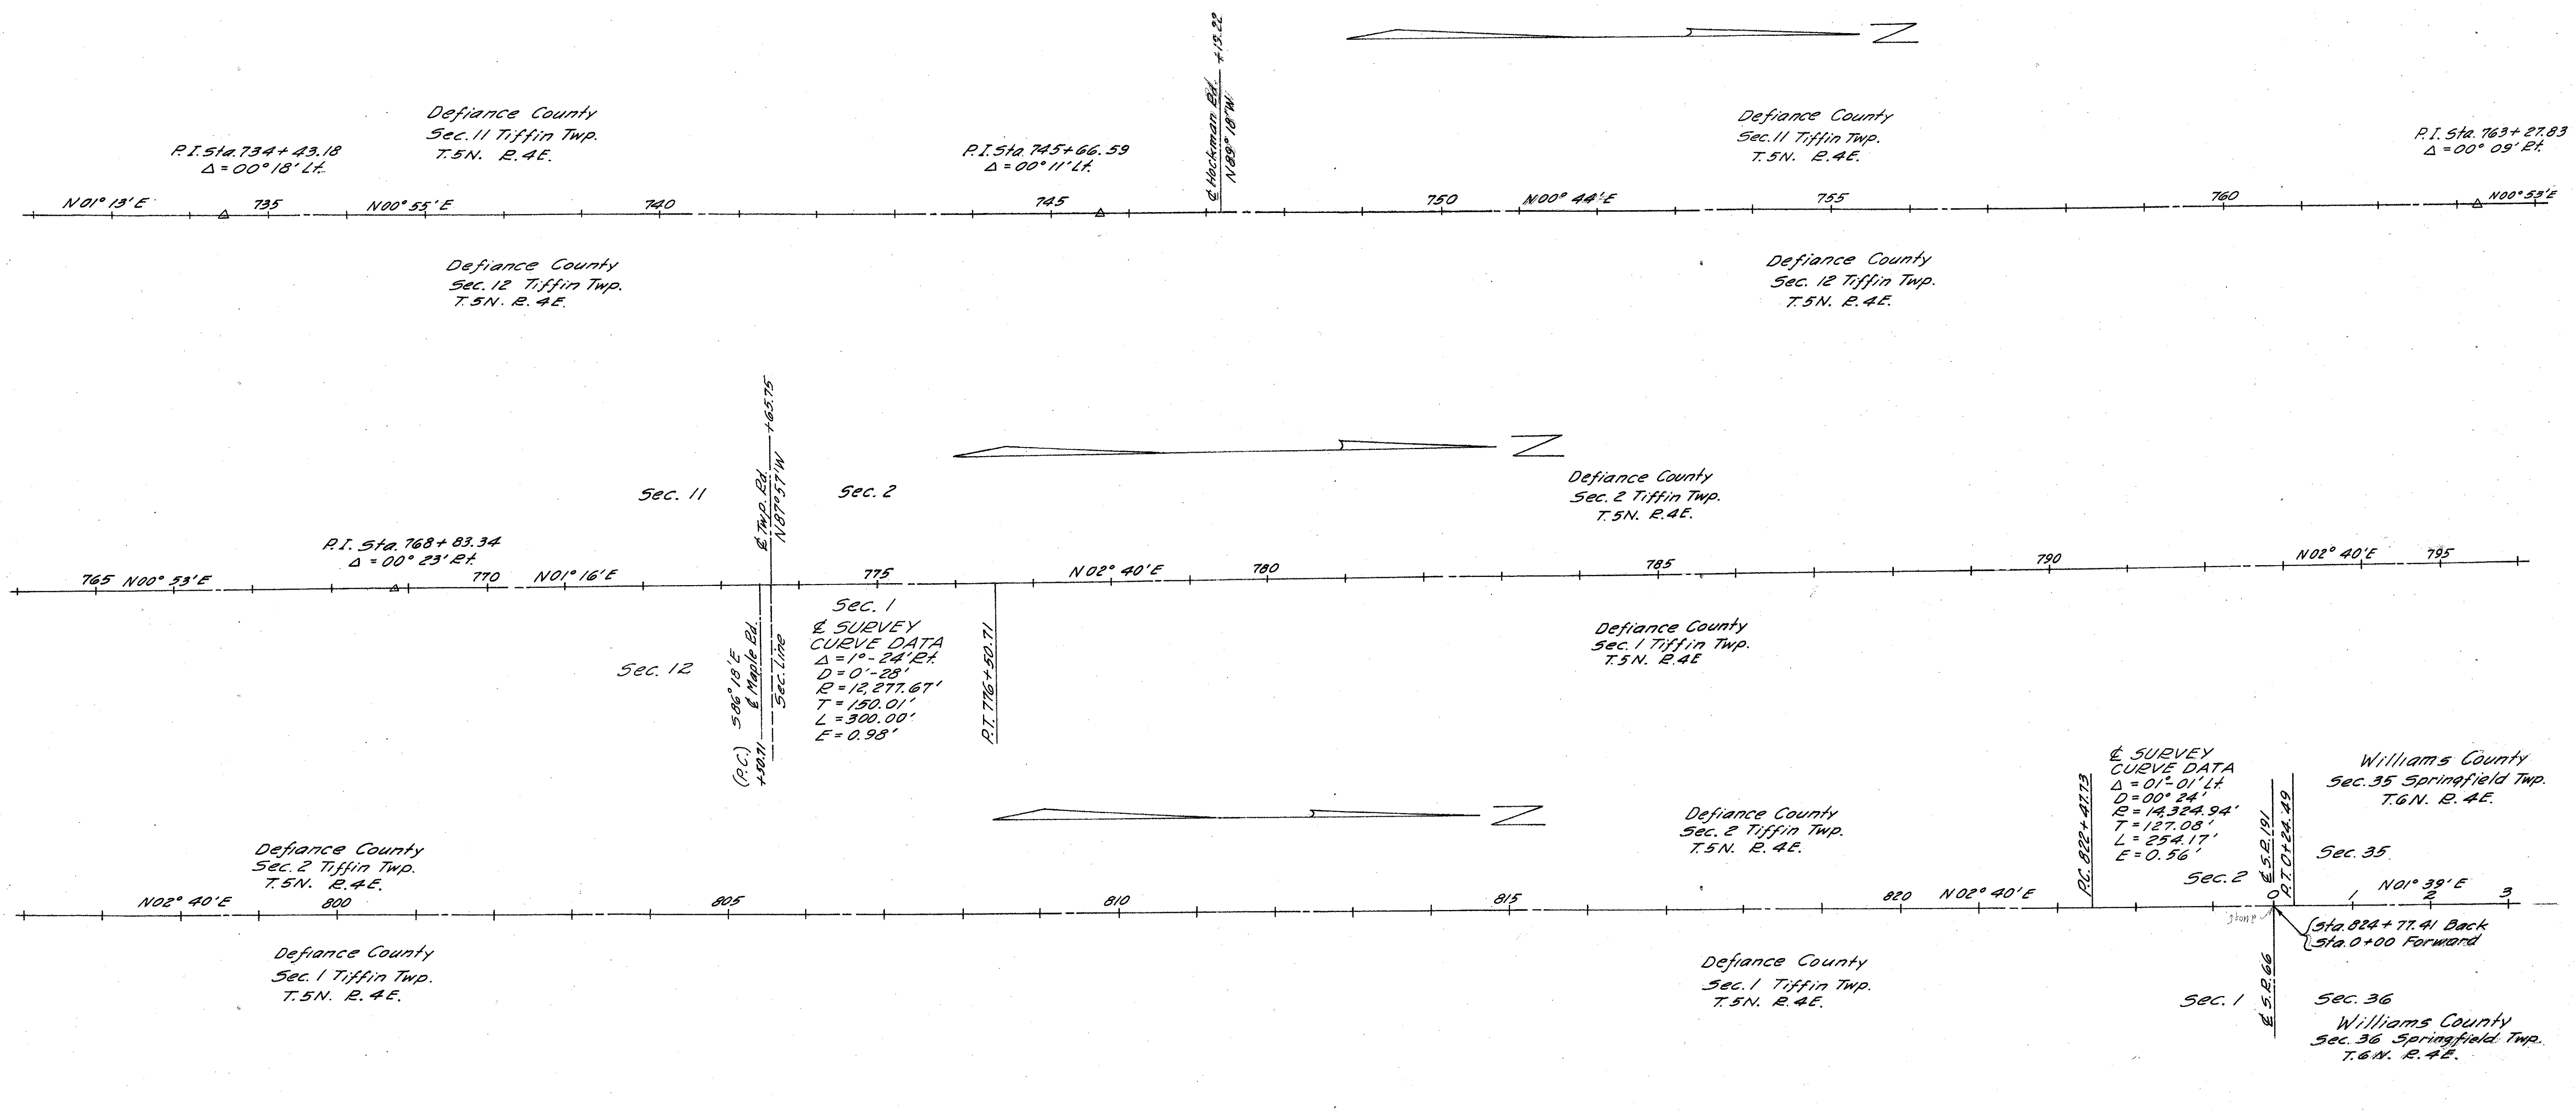 Defiance County
Sec. 11 Tiffin Twp.
T. 5N. R. 4E.
P.I. Sta. 734+43.18
Δ = 00° 18' Lt.
P.I. Sta. 745+66.59
Δ = 00° 11' Lt.
℄ Hockman Rd. +19.22
N89° 18' W.
Z
Defiance County
Sec. 11 Tiffin Twp.
T. 5N. R. 4E.
P.I. Sta. 763+27.83
Δ = 00° 09' Rt.
N01° 13' E 735 N00° 55' E 740 745 750 N00° 44' E 755 760 N00° 53' E
Defiance County
Sec. 12 Tiffin Twp.
T. 5N. R. 4E.
Defiance County
Sec. 12 Tiffin Twp.
T. 5N. R. 4E.
Sec. 11
℄ Twp. Rd. +65.75
N87° 57' W
Sec. 2
Z
Defiance County
Sec. 2 Tiffin Twp.
T. 5N. R. 4E.
P.I. Sta. 768+83.34
Δ = 00° 23' Rt.
765 N00° 53' E 770 N01° 16' E 775 N02° 40' E 780 785 790 N02° 40' E 795
Sec. 12
(P.C.) S86° 18' E
+50.71 ℄ Maple Rd.
Sec. Line
Sec. 1
℄ SURVEY
CURVE DATA
Δ = 1°-24' Rt.
D = 0'-28'
R = 12,277.67'
T = 150.01'
L = 300.00'
E = 0.98'
P.T. 776+50.71
Defiance County
Sec. 1 Tiffin Twp.
T. 5N. R. 4E
Defiance County
Sec. 2 Tiffin Twp.
T. 5N. R. 4E.
Z
Defiance County
Sec. 2 Tiffin Twp.
T. 5N. R. 4E.
P.C. 822+47.73
℄ SURVEY
CURVE DATA
Δ = 01°-01' Lt.
D = 00° 24'
R = 14,324.94'
T = 127.08'
L = 254.17'
E = 0.56'
Sec. 2
℄ S.R. 191
P.T. 0+24.49
Williams County
Sec. 35 Springfield Twp.
T. 6N. R. 4E.
Sec. 35
N02° 40' E 800 805 810 815 820 N02° 40' E 0 1 N01° 39' E 2 3
Sta. 824+77.41 Back
Sta. 0+00 Forward
Defiance County
Sec. 1 Tiffin Twp.
T. 5N. R. 4E.
Defiance County
Sec. 1 Tiffin Twp.
T. 5N. R. 4E.
Sec. 1
℄ S.R. 66
Sec. 36
Williams County
Sec. 36 Springfield Twp.
T. 6N. R. 4E.